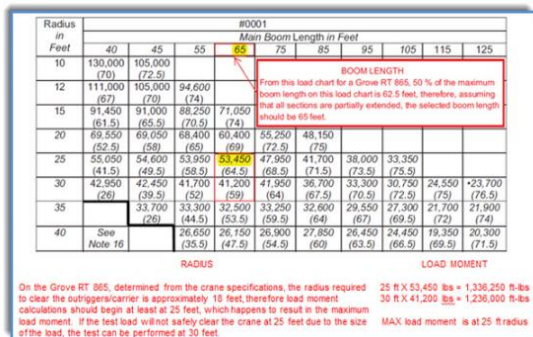 Radius in Feet #0001
Main Boom Length in Feet
40 45 55 65 75 85 95 105 115 125
10 130,000 105,000
(70) (72.5)
12 111,000 105,000 94,600
(67) (70) (74)
15 91,450 91,000 88,250 71,050
(61.5) (65.5) (70.5) (74)
20 69,550 69,050 68,400 60,400 55,250 48,150
(52.5) (58) (65) (69) (72.5) (75)
25 55,050 54,600 53,950 53,450 47,950 41,700 38,000 33,350
(41.5) (49.5) (58.5) (64.5) (68.5) (71.5) (73.5) (75.5)
30 42,950 42,450 41,700 41,200 41,950 36,700 33,300 30,750 24,550 •23,700
(26) (39.5) (52) (59) (64) (67.5) (70.5) (72.5) (75) (76.5)
35 33,700 33,300 32,500 33,250 32,600 29,550 27,300 21,700 21,900
(26) (44.5) (53.5) (59.5) (64) (67) (69.5) (72) (74)
40 See 26,650 26,150 26,900 27,850 26,450 24,450 19,350 20,300
Note 16 (35.5) (47.5) (54.5) (60) (63.5) (66.5) (69.5) (71.5)
BOOM LENGTH
From this load chart for a Grove RT 865, 50 % of the maximum
boom length on this load chart is 62.5 feet, therefore, assuming
that all sections are partially extended, the selected boom length
should be 65 feet.
RADIUS
On the Grove RT 865, determined from the crane specifications, the radius required
to clear the outriggers/carrier is approximately 18 feet, therefore load moment
calculations should begin at least at 25 feet, which happens to result in the maximum
load moment. If the test load will not safely clear the crane at 25 feet due to the size
of the load, the test can be performed at 30 feet.
LOAD MOMENT
25 ft X 53,450 lbs = 1,336,250 ft-lbs
30 ft X 41,200 lbs = 1,236,000 ft-lbs
MAX load moment is at 25 ft radius